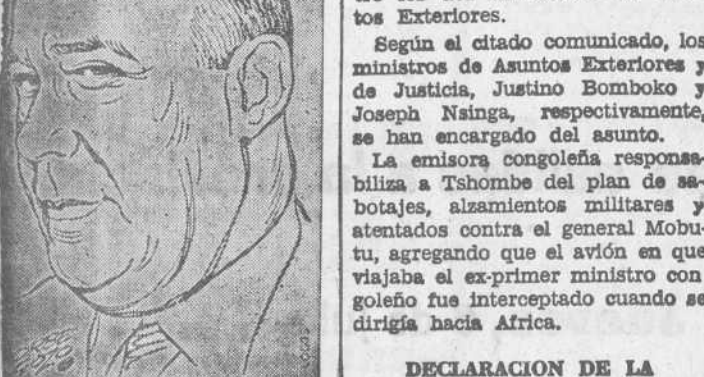 tos Exteriores.
Según el citado comunicado, los
ministros de Asuntos Exteriores y
de Justicia, Justino Bomboko y
Joseph Nsinga, respectivamente,
se han encargado del asunto.
La emisora congoleña responsa-
biliza a Tshombe del plan de sa-
botajes, alzamientos militares y
atentados contra el general Mobu-
tu, agregando que el avión en que
viajaba el ex-primer ministro con
goleño fue interceptado cuando se
dirigía hacia Africa.
DECLARACION DE LA